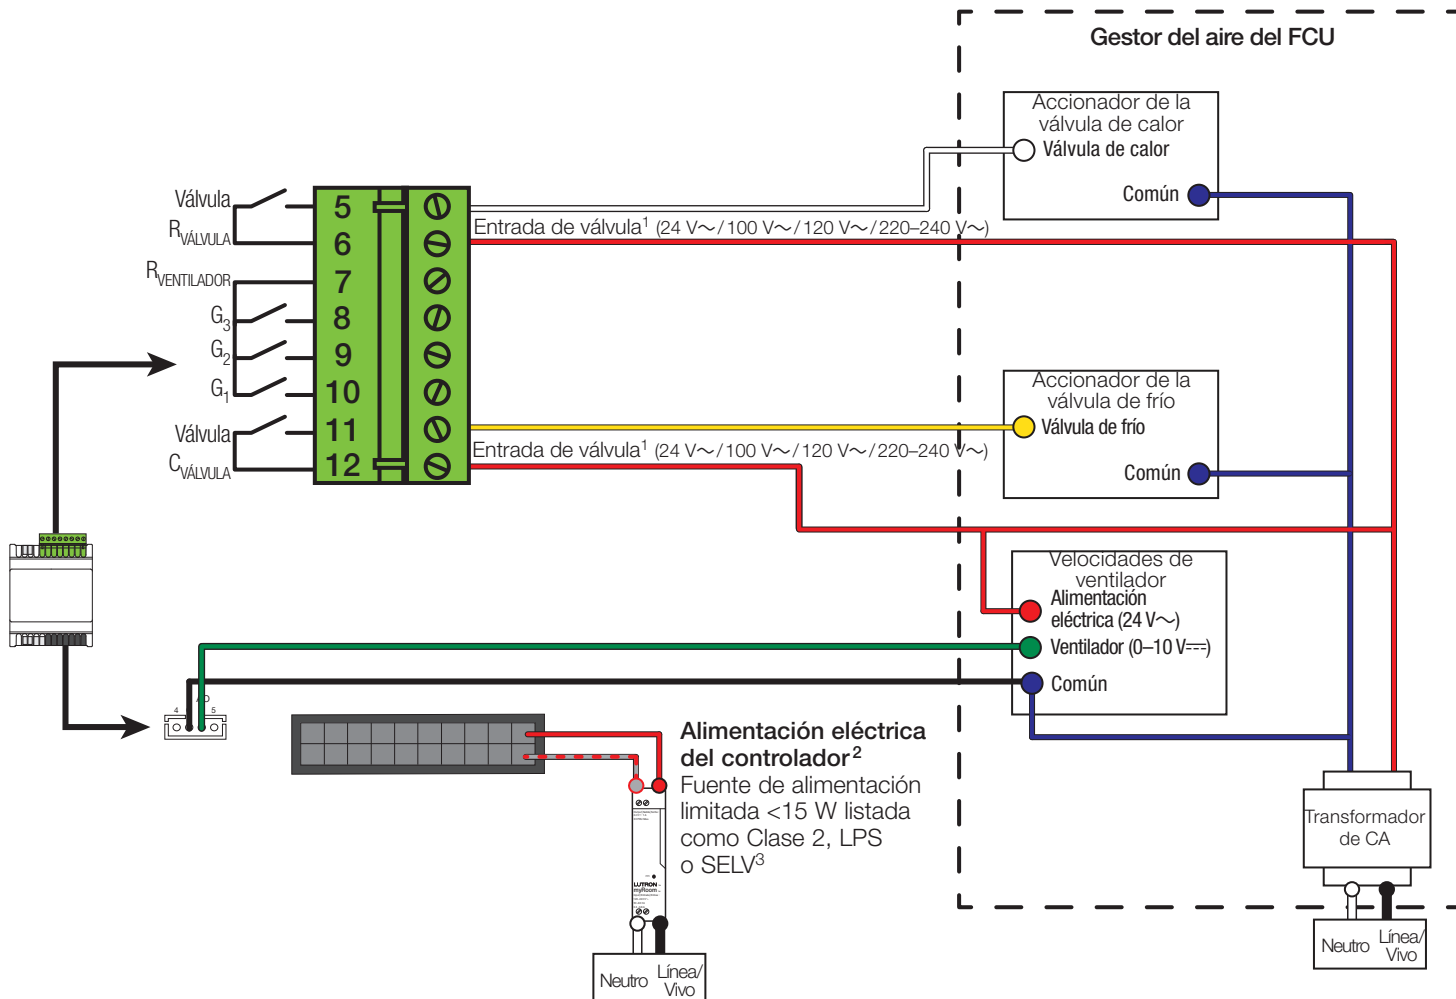 Gestor del aire del FCU
Accionador de la
válvula de calor
Válvula de calor
Común
Válvula
R VÁLVULA
R VENTILADOR
G3
G2
G1
Válvula
C VÁLVULA
5
6
7
8
9
10
11
12
Entrada de válvula¹ (24 V~/100 V~/120 V~/220–240 V~)
Entrada de válvula¹ (24 V~/100 V~/120 V~/220–240 V~)
Accionador de la
válvula de frío
Válvula de frío
Común
Velocidades de
ventilador
Alimentación
eléctrica (24 V~)
Ventilador (0–10 V⎓)
Común
4 5
Alimentación eléctrica
del controlador²
Fuente de alimentación
limitada <15 W listada
como Clase 2, LPS
o SELV³
LUTRON
myRoom
Neutro
Línea/
Vivo
Transformador
de CA
Neutro
Línea/
Vivo